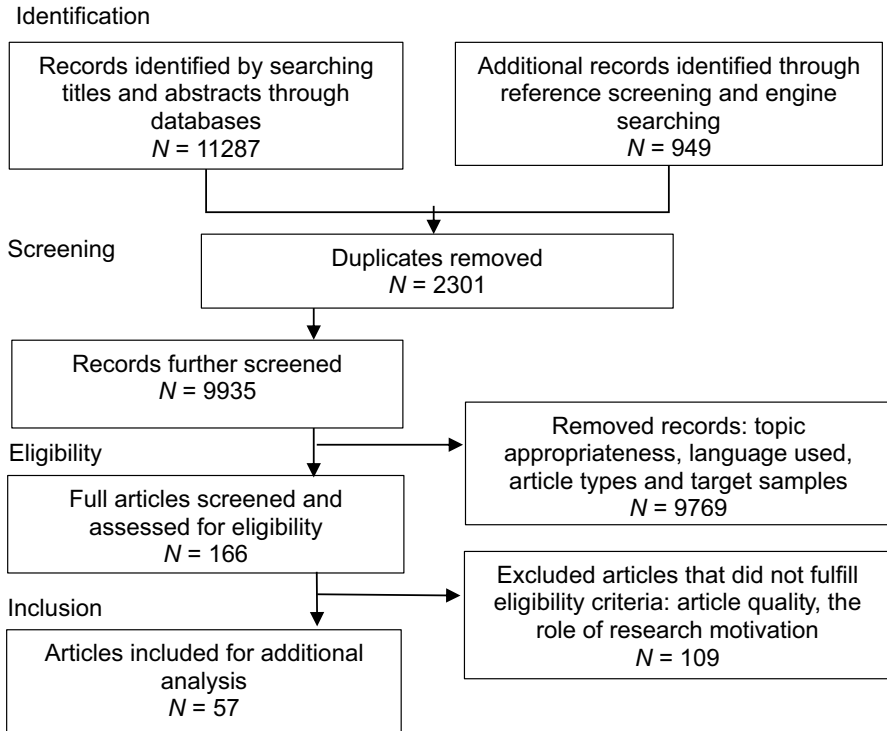 Identification
Records identified by searching
titles and abstracts through
databases
N = 11287
Additional records identified through
reference screening and engine
searching
N = 949
Screening
Duplicates removed
N = 2301
Records further screened
N = 9935
Removed records: topic
appropriateness, language used,
article types and target samples
N = 9769
Eligibility
Full articles screened and
assessed for eligibility
N = 166
Excluded articles that did not fulfill
eligibility criteria: article quality, the
role of research motivation
N = 109
Inclusion
Articles included for additional
analysis
N = 57